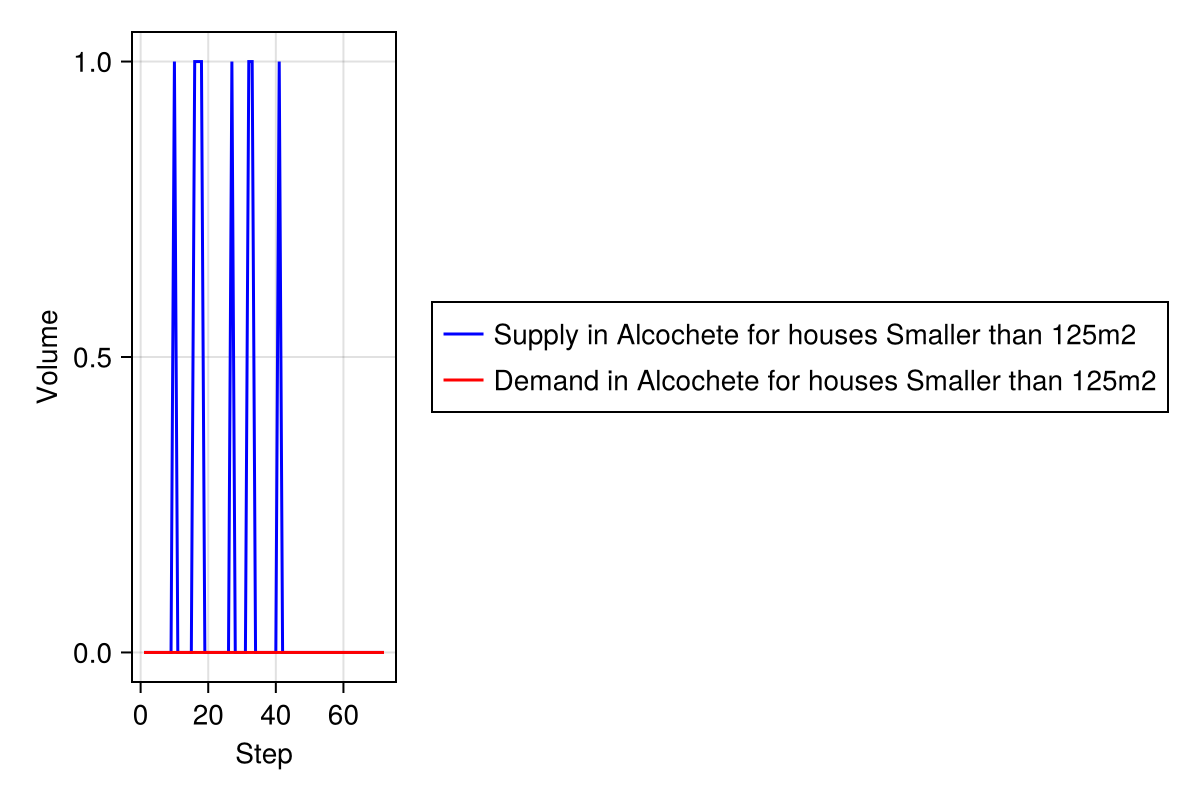 1.0
0.5
0.0
Volume
0 20 40 60
Step
Supply in Alcochete for houses Smaller than 125m2
Demand in Alcochete for houses Smaller than 125m2